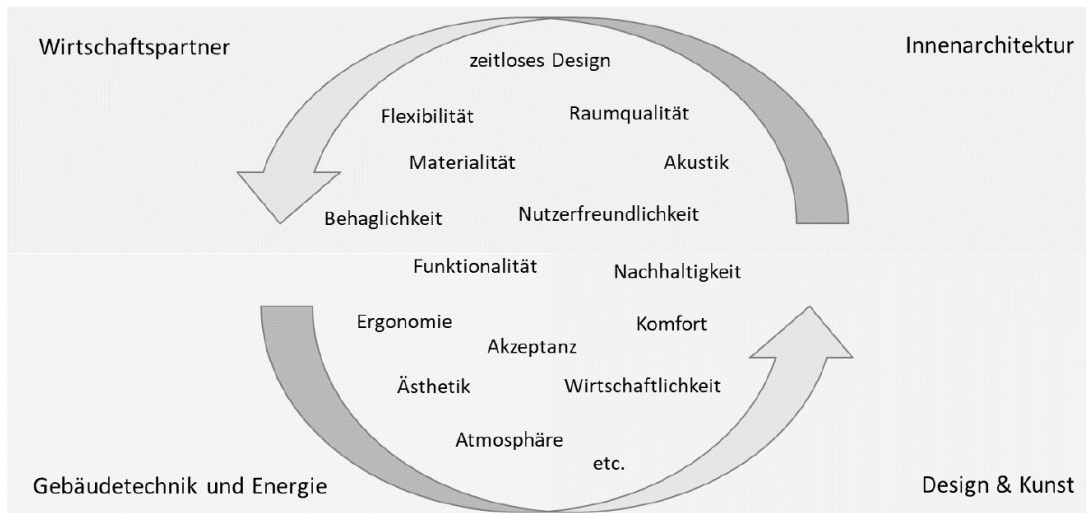 Wirtschaftspartner
Innenarchitektur
zeitloses Design
Flexibilität
Raumqualität
Materialität
Akustik
Behaglichkeit
Nutzerfreundlichkeit
Funktionalität
Nachhaltigkeit
Ergonomie
Komfort
Akzeptanz
Ästhetik
Wirtschaftlichkeit
Atmosphäre
etc.
Gebäudetechnik und Energie
Design & Kunst